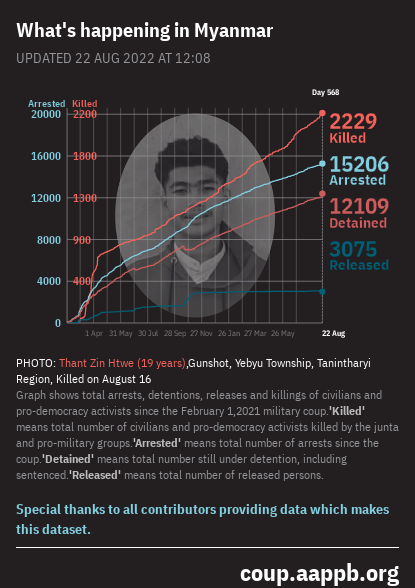 What's happening in Myanmar
UPDATED 22 AUG 2022 AT 12:08
Day 568
Arrested Killed
20000 2200
2229
Killed
16000 1800
15206
Arrested
12000 1300
12109
Detained
8000 900
3075
Released
4000 400
0
1 Apr 31 May 30 Jul 28 Sep 27 Nov 26 Jan 27 Mar 26 May 22 Aug
PHOTO: Thant Zin Htwe (19 years),Gunshot, Yebyu Township, Tanintharyi
Region, Killed on August 16
Graph shows total arrests, detentions, releases and killings of civilians and
pro-democracy activists since the February 1,2021 military coup.'Killed'
means total number of civilians and pro-democracy activists killed by the junta
and pro-military groups.'Arrested' means total number of arrests since the
coup.'Detained' means total number still under detention, including
sentenced.'Released' means total number of released persons.
Special thanks to all contributors providing data which makes
this dataset.
coup.aappb.org